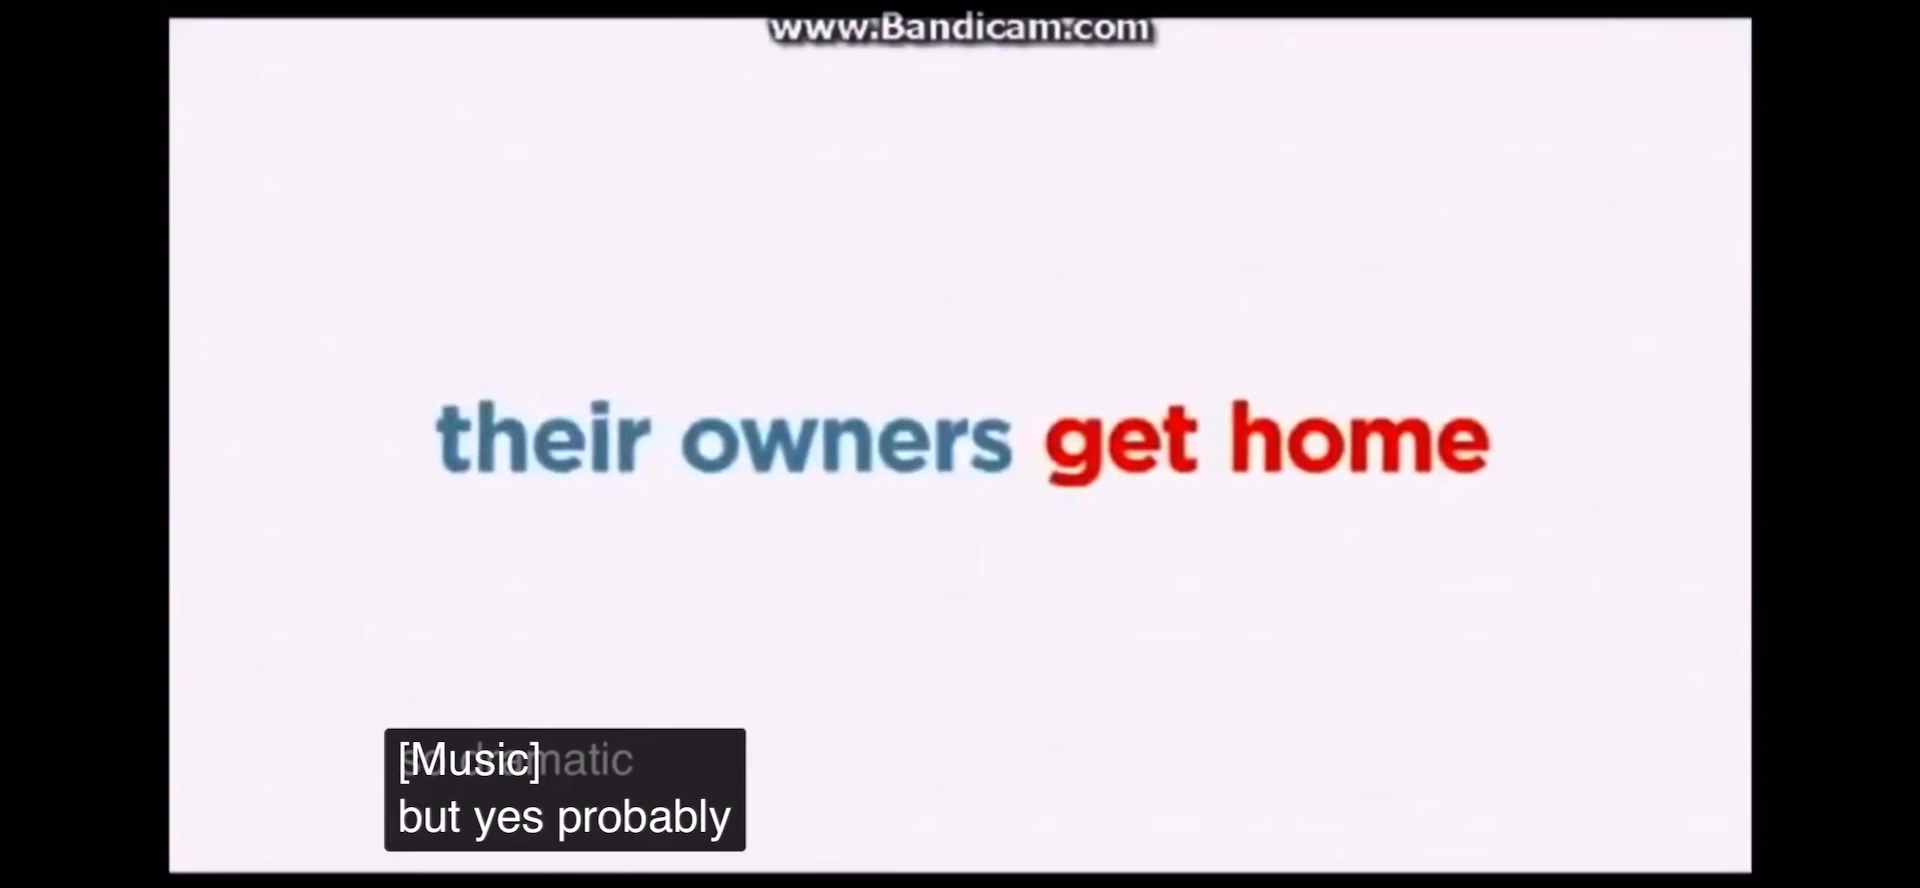 www.Bandicam.com
their owners get home
[Music]
but yes probably